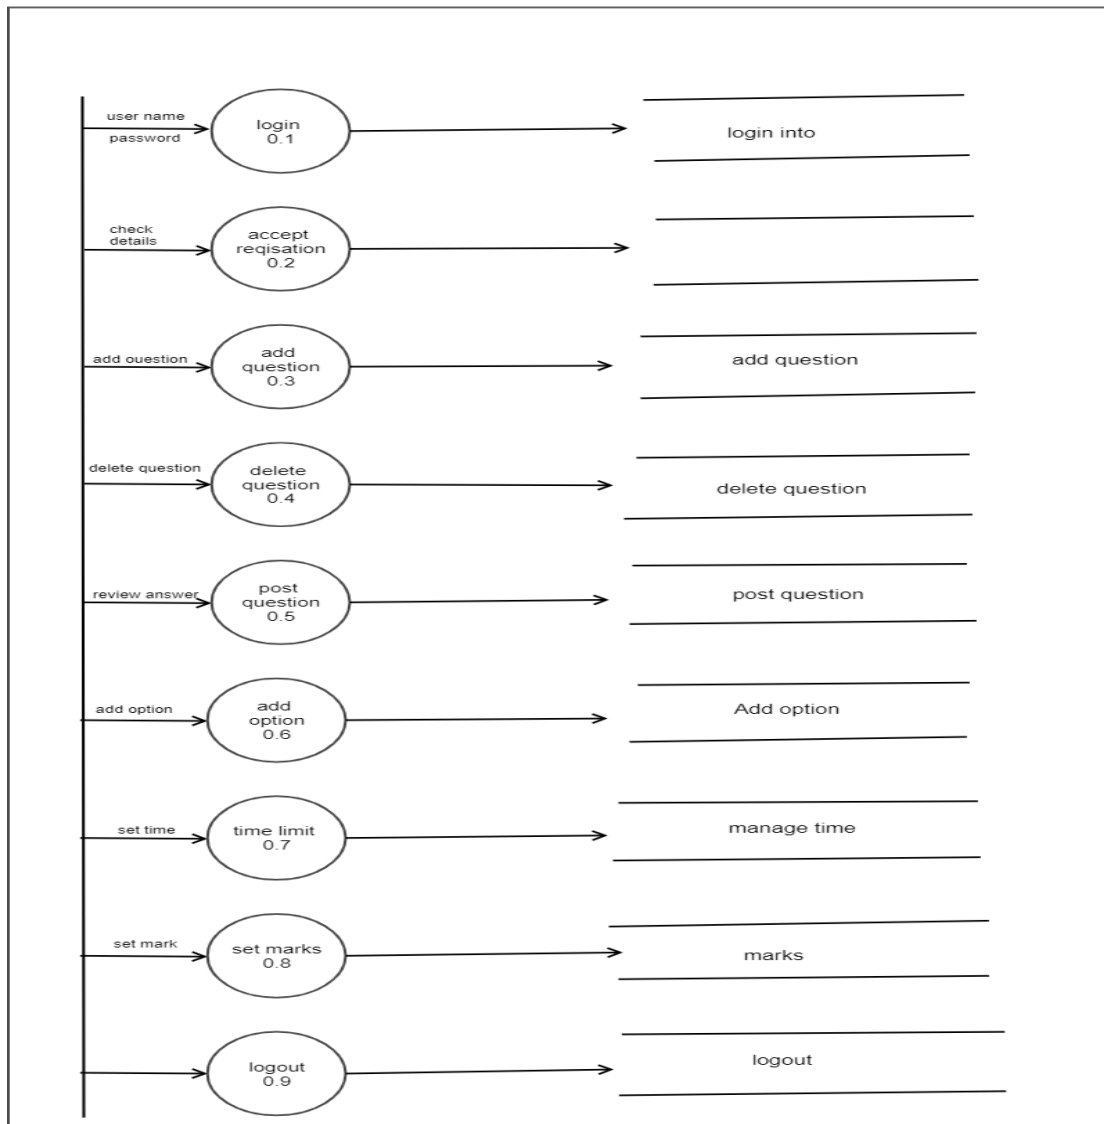 user name
password
login
0.1
login into
check
details
accept
reqisation
0.2
add ouestion
add
question
0.3
add question
delete question
delete
question
0.4
delete question
review answer
post
question
0.5
post question
add option
add
option
0.6
Add option
set time
time limit
0.7
manage time
set mark
set marks
0.8
marks
logout
0.9
logout